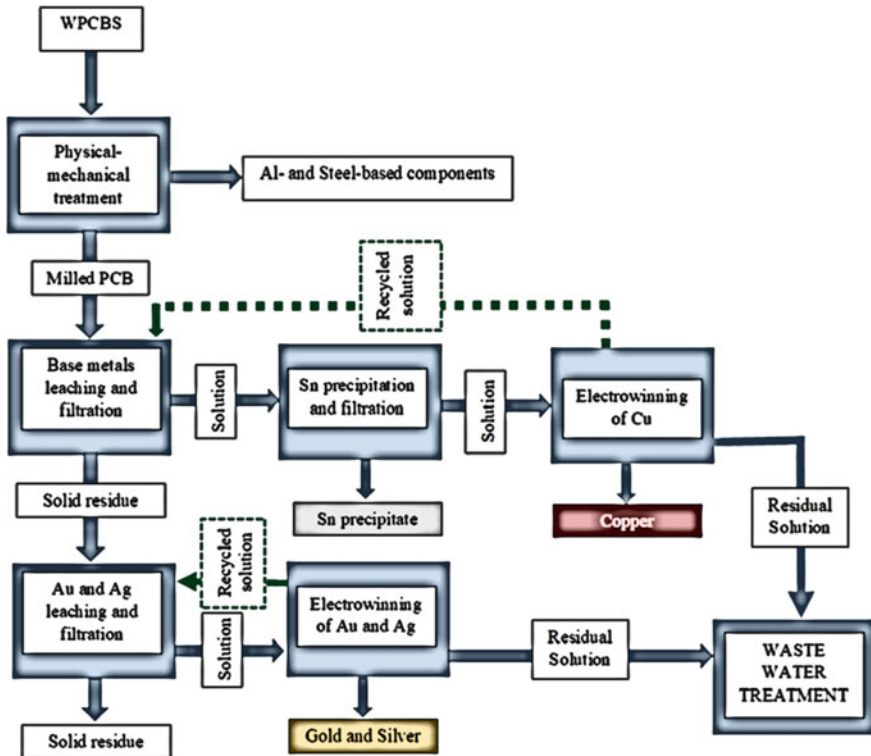 WPCBS
Physical-
mechanical
treatment
Al- and Steel-based components
Milled PCB
Recycled
solution
Base metals
leaching and
filtration
Solution
Sn precipitation
and filtration
Solution
Electrowinning
of Cu
Solid residue
Sn precipitate
Copper
Residual
Solution
Recycled
solution
Au and Ag
leaching and
filtration
Solution
Electrowinning
of Au and Ag
Residual
Solution
WASTE
WATER
TREATMENT
Solid residue
Gold and Silver